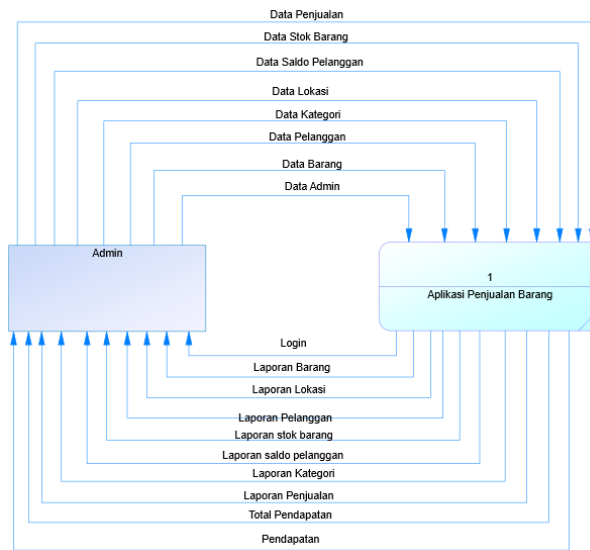 Data Penjualan
Data Stok Barang
Data Saldo Pelanggan
Data Lokasi
Data Kategori
Data Pelanggan
Data Barang
Data Admin
Admin
1
Aplikasi Penjualan Barang
Login
Laporan Barang
Laporan Lokasi
Laporan Pelanggan
Laporan stok barang
Laporan saldo pelanggan
Laporan Kategori
Laporan Penjualan
Total Pendapatan
Pendapatan